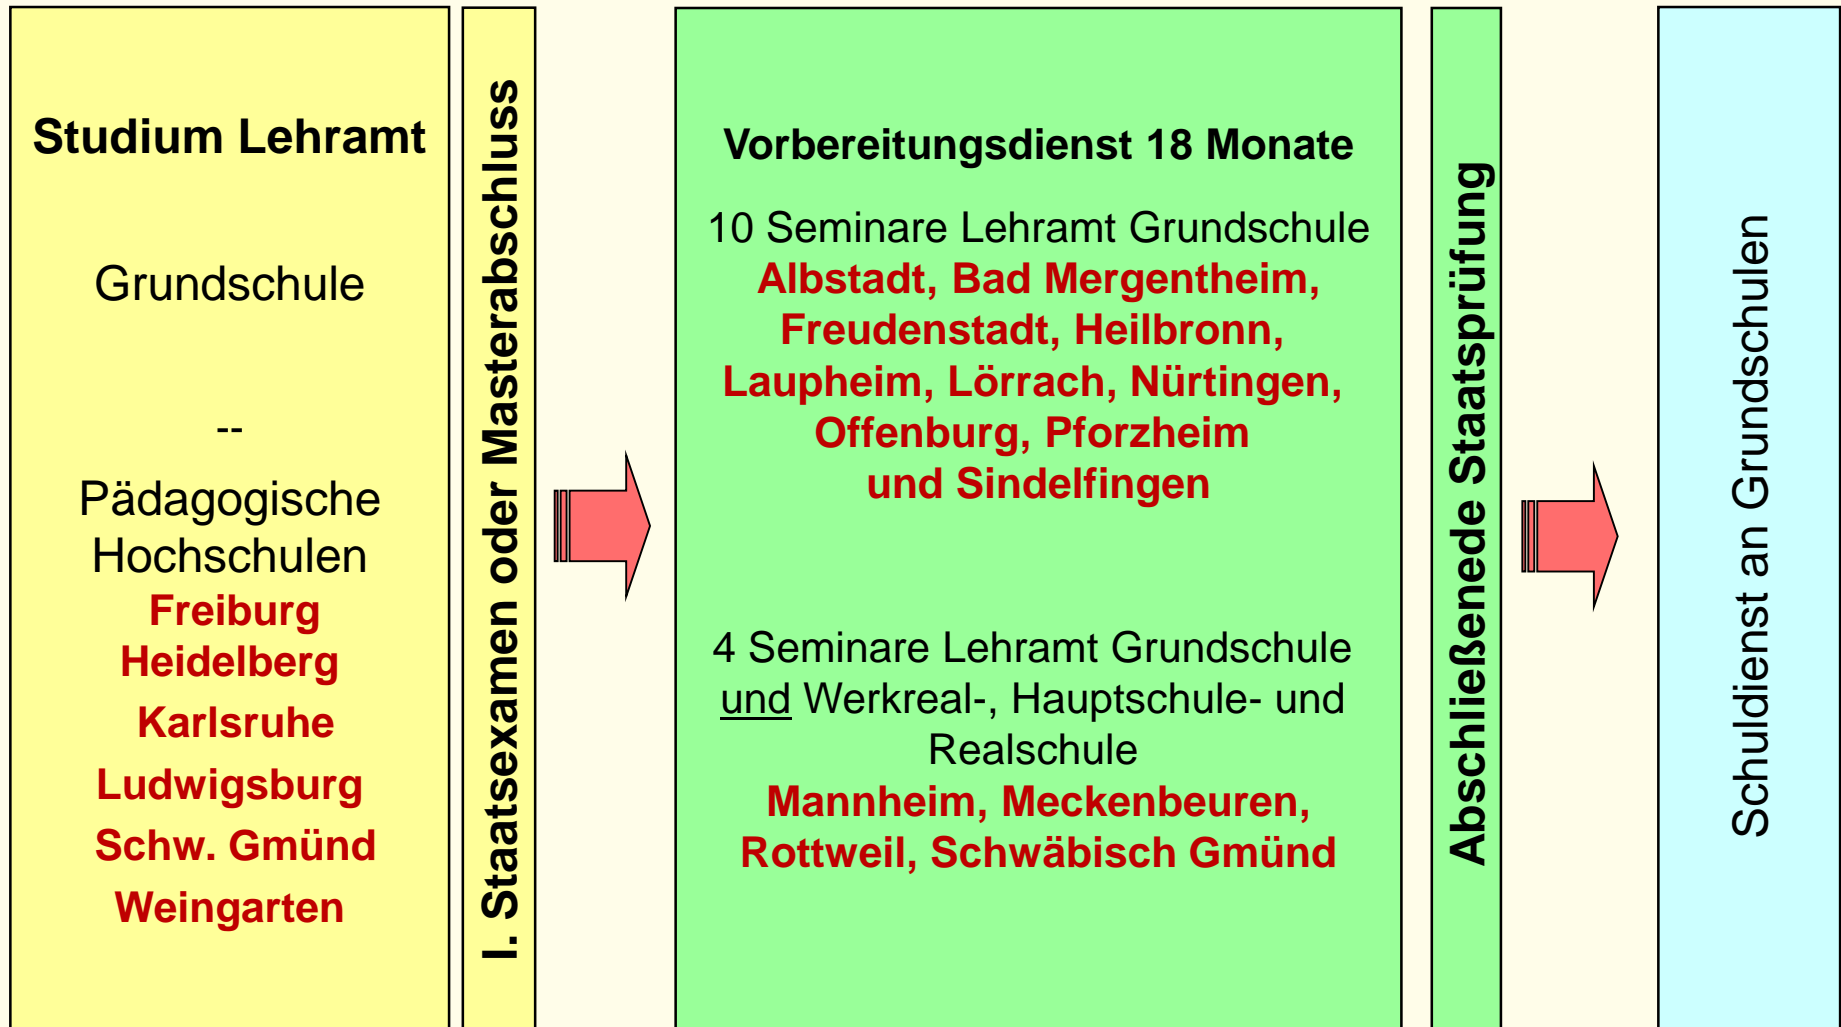 Studium Lehramt
Grundschule
--
Pädagogische
Hochschulen
Freiburg
Heidelberg
Karlsruhe
Ludwigsburg
Schw. Gmünd
Weingarten
I. Staatsexamen oder Masterabschluss
Vorbereitungsdienst 18 Monate
10 Seminare Lehramt Grundschule
Albstadt, Bad Mergentheim,
Freudenstadt, Heilbronn,
Laupheim, Lörrach, Nürtingen,
Offenburg, Pforzheim
und Sindelfingen
4 Seminare Lehramt Grundschule
und Werkreal-, Hauptschule- und
Realschule
Mannheim, Meckenbeuren,
Rottweil, Schwäbisch Gmünd
Abschließenede Staatsprüfung
Schuldienst an Grundschulen